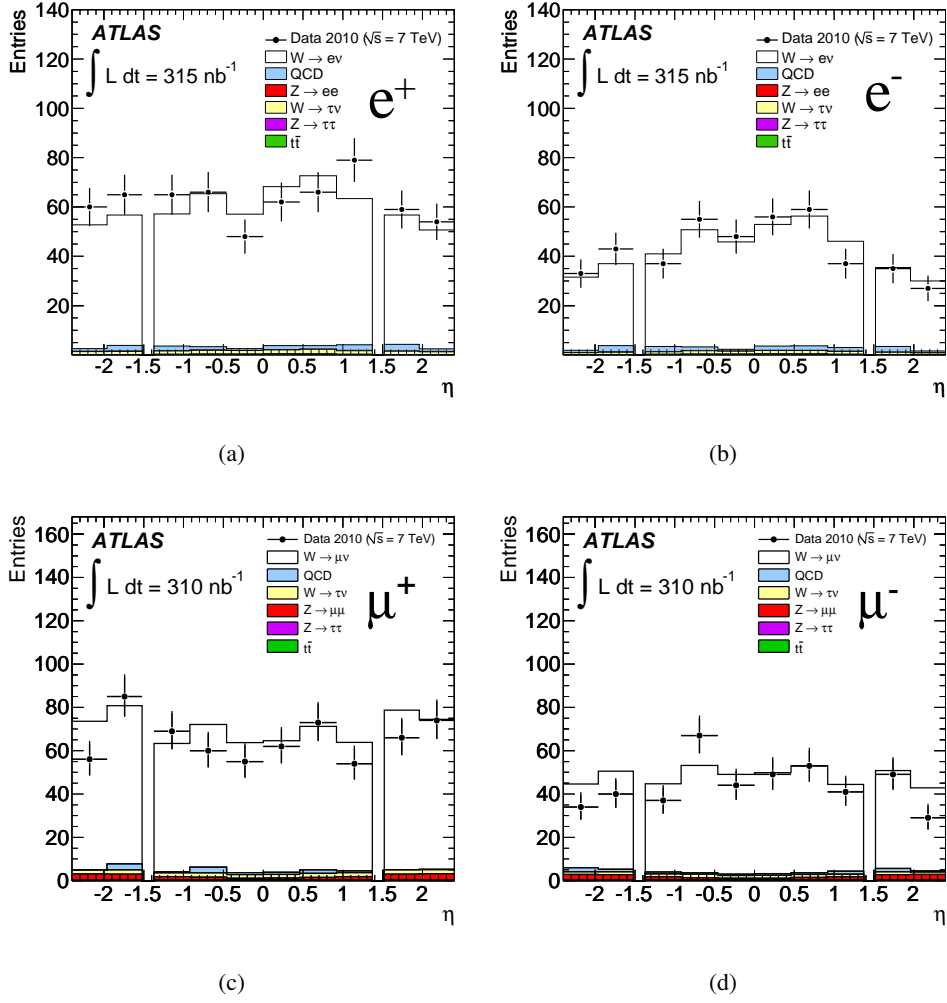 Entries
140
120
100
80
60
40
20
ATLAS
∫ L dt = 315 nb⁻¹
e⁺
Data 2010 (√s = 7 TeV)
W → eν
QCD
Z → ee
W → τν
Z → ττ
tt̄
-2 -1.5 -1 -0.5 0 0.5 1 1.5 2
η
(a)
Entries
140
120
100
80
60
40
20
ATLAS
∫ L dt = 315 nb⁻¹
e⁻
Data 2010 (√s = 7 TeV)
W → eν
QCD
Z → ee
W → τν
Z → ττ
tt̄
-2 -1.5 -1 -0.5 0 0.5 1 1.5 2
η
(b)
Entries
160
140
120
100
80
60
40
20
0
ATLAS
∫ L dt = 310 nb⁻¹
μ⁺
Data 2010 (√s = 7 TeV)
W → μν
QCD
W → τν
Z → μμ
Z → ττ
tt̄
-2 -1.5 -1 -0.5 0 0.5 1 1.5 2
η
(c)
Entries
160
140
120
100
80
60
40
20
0
ATLAS
∫ L dt = 310 nb⁻¹
μ⁻
Data 2010 (√s = 7 TeV)
W → μν
QCD
W → τν
Z → μμ
Z → ττ
tt̄
-2 -1.5 -1 -0.5 0 0.5 1 1.5 2
η
(d)